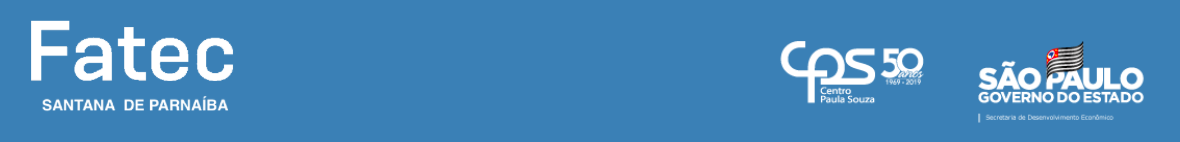 Fatec
SANTANA DE PARNAÍBA
CPS 50
anos
1969 - 2019
Centro
Paula Souza
SÃO PAULO
GOVERNO DO ESTADO
Secretaria de Desenvolvimento Econômico